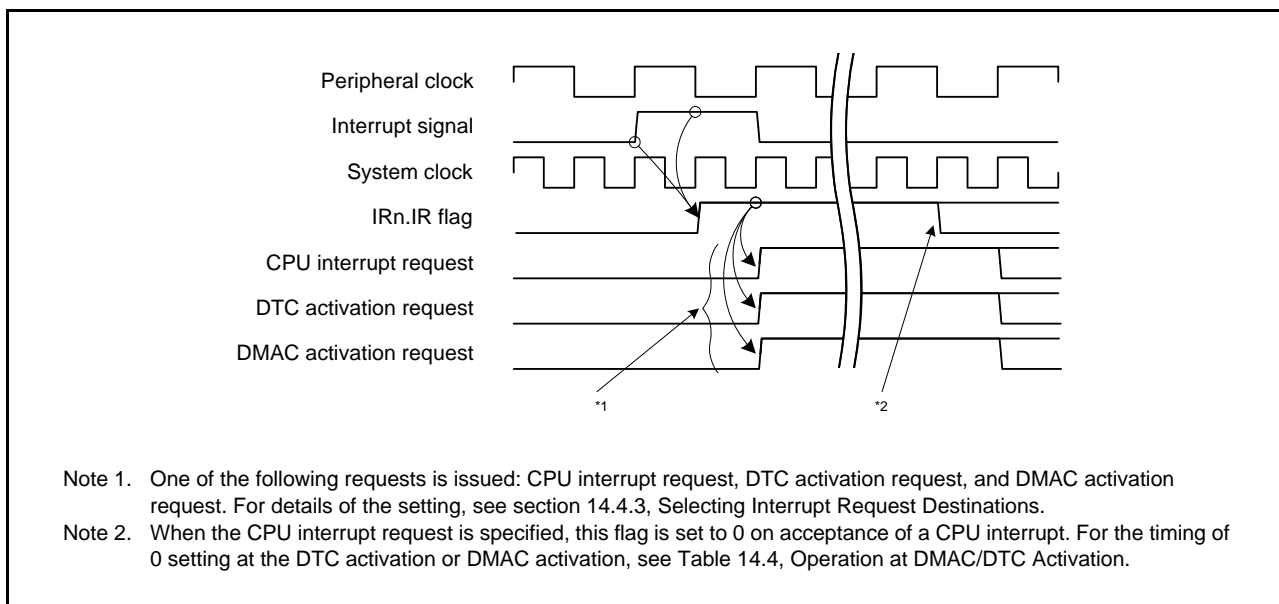 Peripheral clock
Interrupt signal
System clock
IRn.IR flag
CPU interrupt request
DTC activation request
DMAC activation request
*1
*2
Note 1. One of the following requests is issued: CPU interrupt request, DTC activation request, and DMAC activation
request. For details of the setting, see section 14.4.3, Selecting Interrupt Request Destinations.
Note 2. When the CPU interrupt request is specified, this flag is set to 0 on acceptance of a CPU interrupt. For the timing of
0 setting at the DTC activation or DMAC activation, see Table 14.4, Operation at DMAC/DTC Activation.